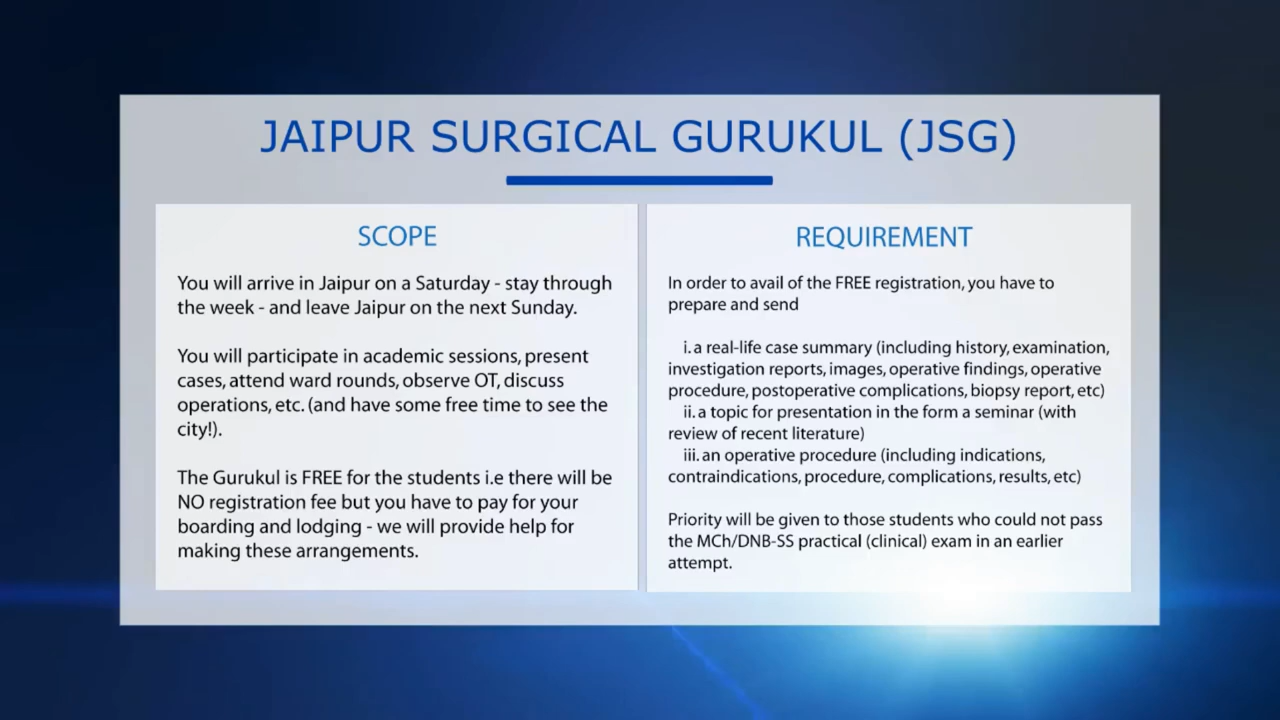 JAIPUR SURGICAL GURUKUL (JSG)
SCOPE
You will arrive in Jaipur on a Saturday - stay through
the week - and leave Jaipur on the next Sunday.
You will participate in academic sessions, present
cases, attend ward rounds, observe OT, discuss
operations, etc. (and have some free time to see the
city!).
The Gurukul is FREE for the students i.e there will be
NO registration fee but you have to pay for your
boarding and lodging - we will provide help for
making these arrangements.
REQUIREMENT
In order to avail of the FREE registration, you have to
prepare and send
i. a real-life case summary (including history, examination,
investigation reports, images, operative findings, operative
procedure, postoperative complications, biopsy report, etc)
ii. a topic for presentation in the form a seminar (with
review of recent literature)
iii. an operative procedure (including indications,
contraindications, procedure, complications, results, etc)
Priority will be given to those students who could not pass
the MCh/DNB-SS practical (clinical) exam in an earlier
attempt.